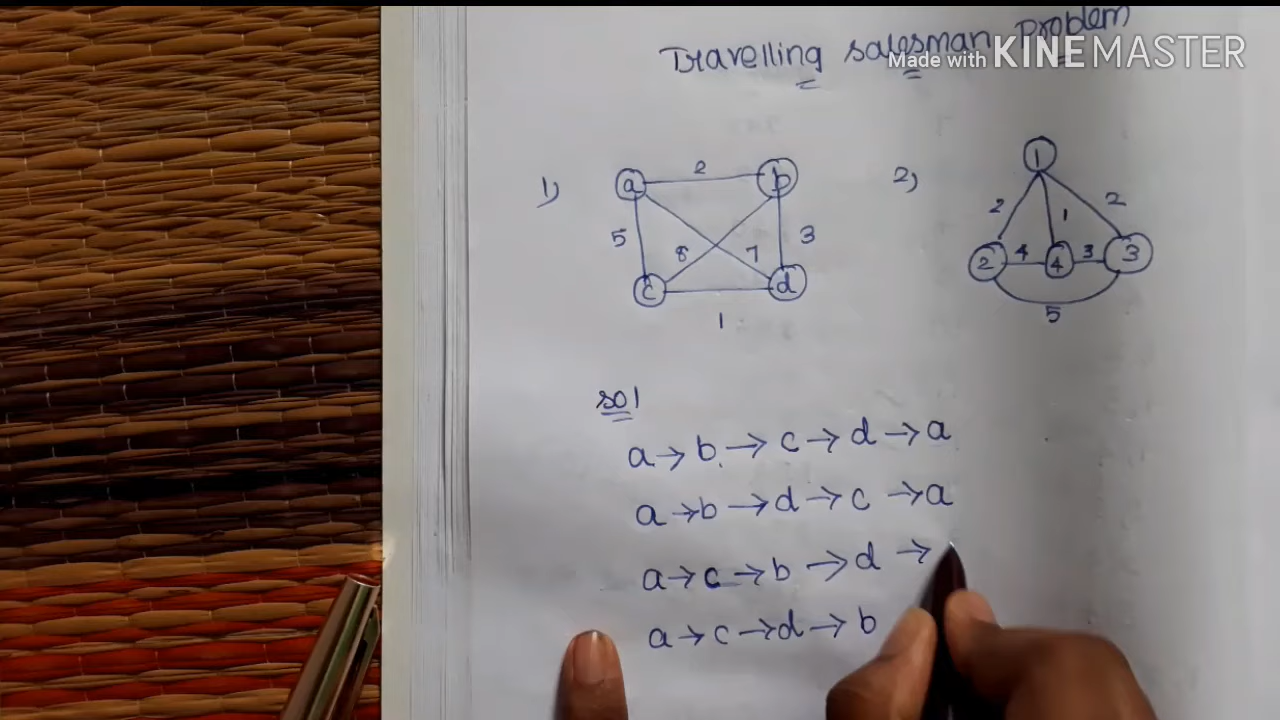 Travelling salesman Problem
Made with KINEMASTER
1)
a 2 b
5 8 7 3
c d
1
2)
1
2 1 2
2 4 4 3 3
5
sol
a → b → c → d → a
a → b → d → c → a
a → c → b → d →
a → c → d → b